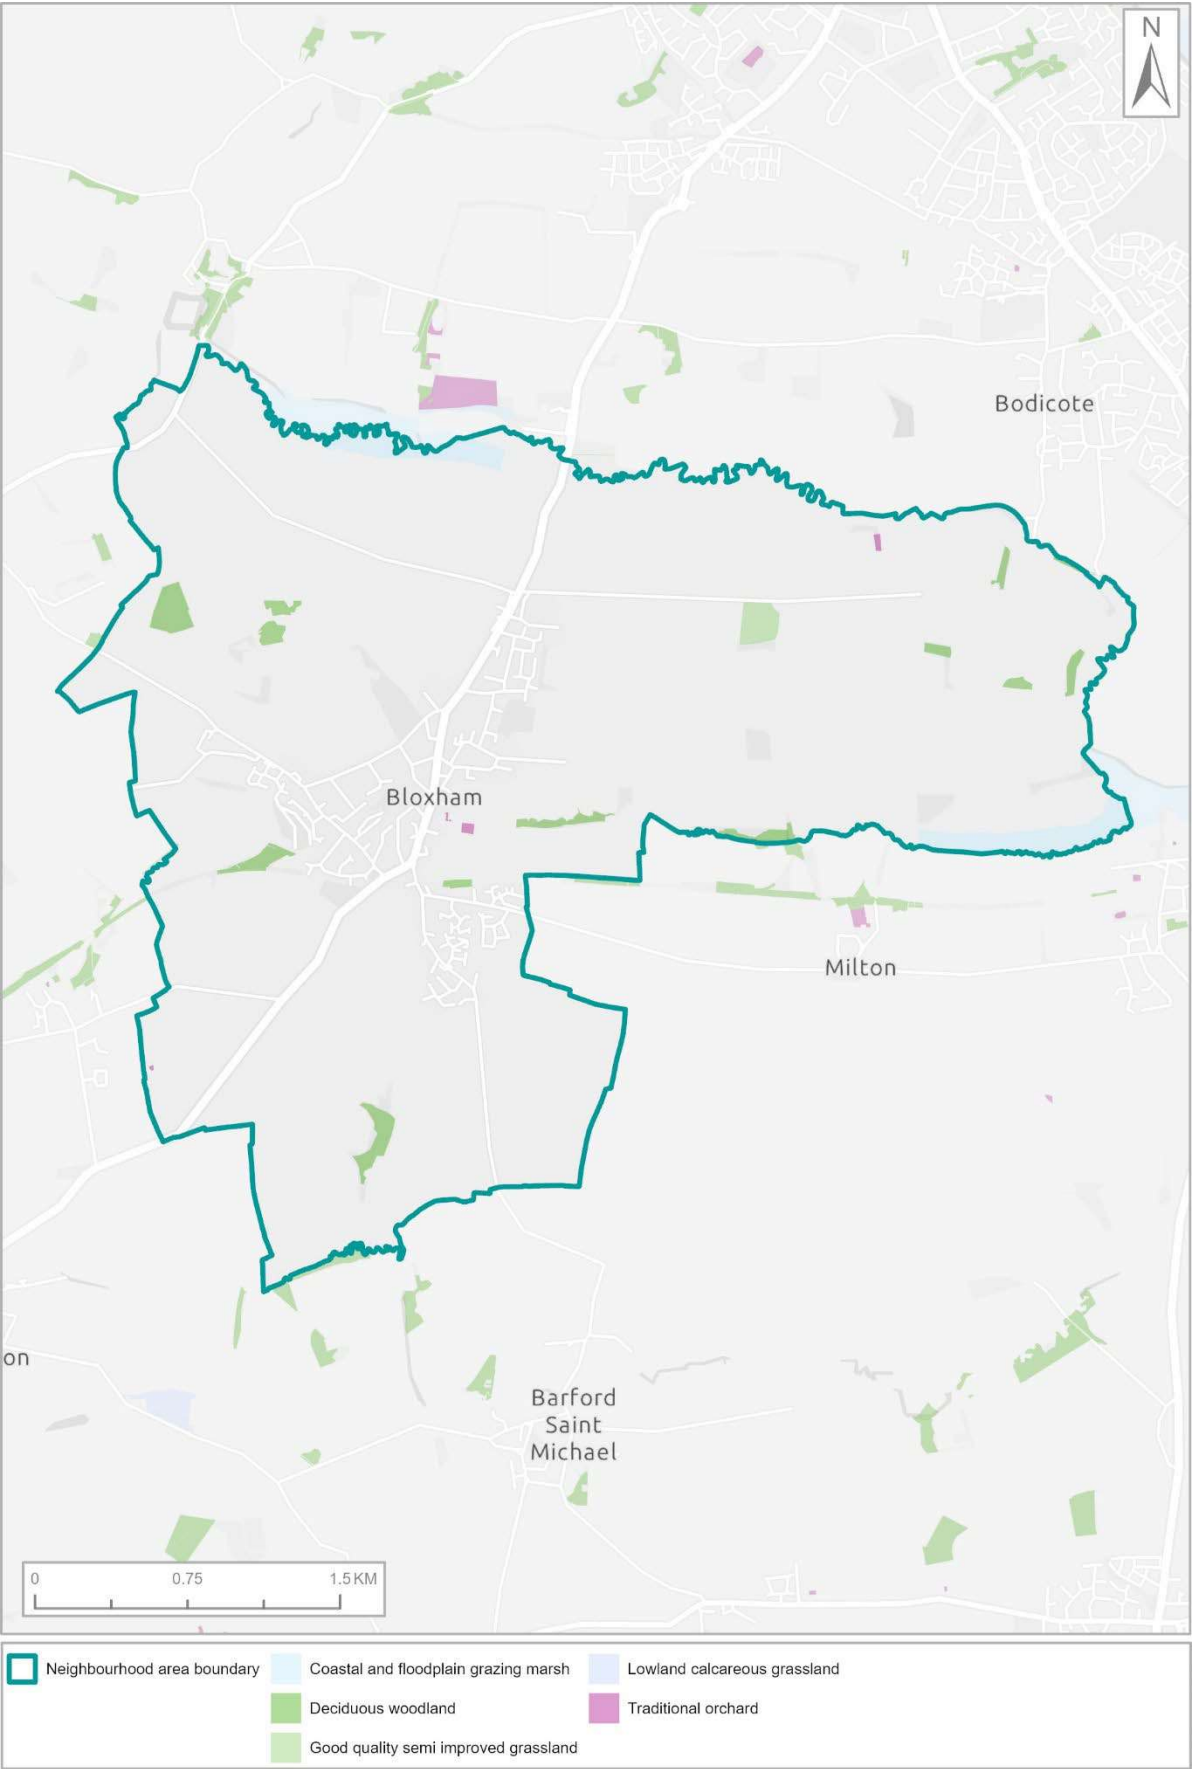 N
Bodicote
Bloxham
Milton
on
Barford
Saint
Michael
0 0.75 1.5 KM
Neighbourhood area boundary
Coastal and floodplain grazing marsh
Lowland calcareous grassland
Deciduous woodland
Traditional orchard
Good quality semi improved grassland